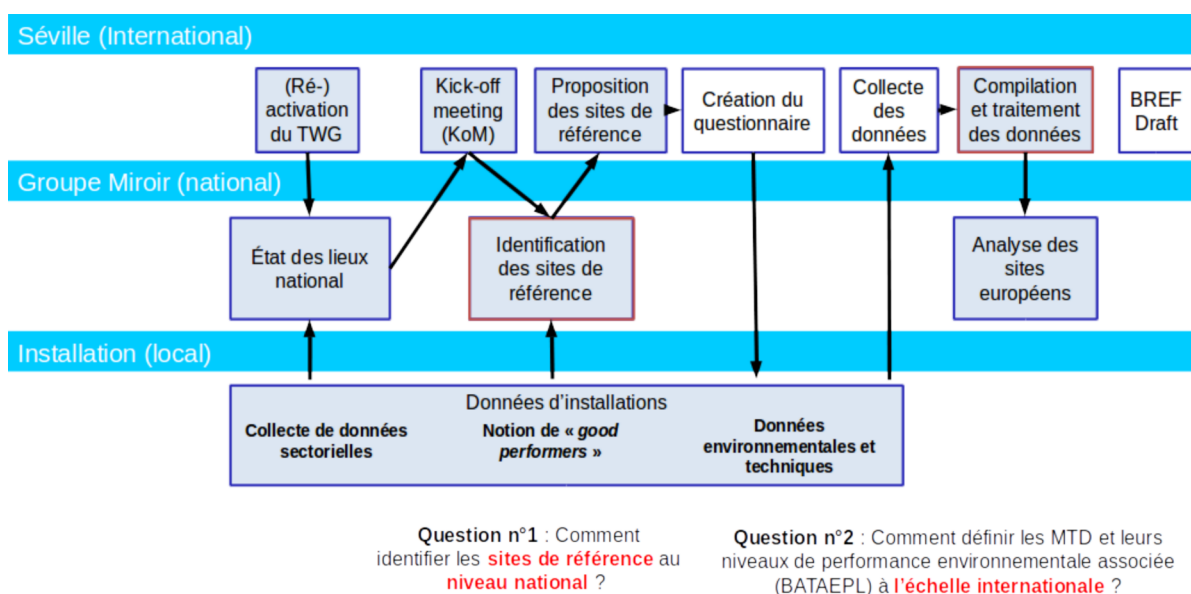 Séville (International)
(Ré-)
activation
du TWG
Kick-off
meeting
(KoM)
Proposition
des sites de
référence
Création du
questionnaire
Collecte
des
données
Compilation
et traitement
des données
BREF
Draft
Groupe Miroir (national)
État des lieux
national
Identification
des sites de
référence
Analyse des
sites
européens
Installation (local)
Données d'installations
Collecte de données
sectorielles
Notion de « good
performers »
Données
environnementales et
techniques
Question n°1 : Comment
identifier les sites de référence au
niveau national ?
Question n°2 : Comment définir les MTD et leurs
niveaux de performance environnementale associée
(BATAEPL) à l'échelle internationale ?